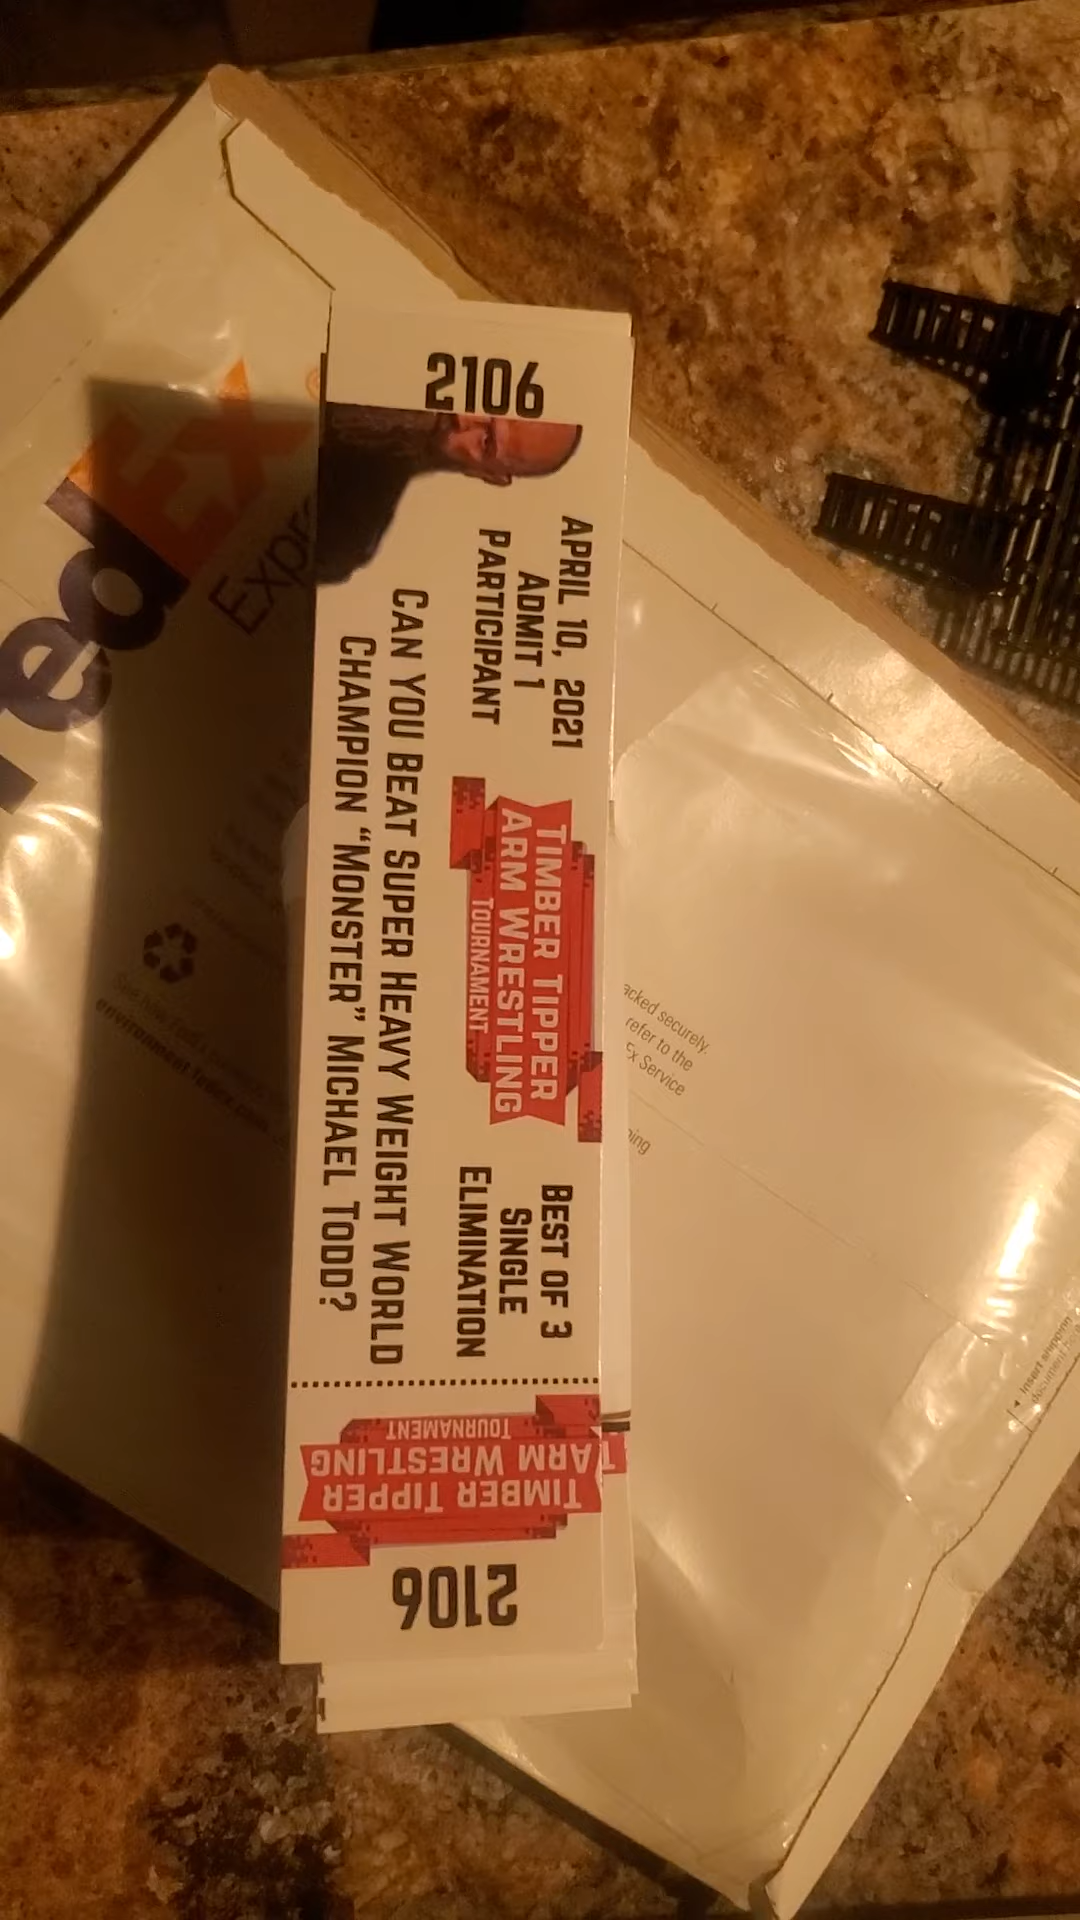 2106
APRIL 10, 2021
ADMIT 1
PARTICIPANT
TIMBER TIPPER
ARM WRESTLING
TOURNAMENT
BEST OF 3
SINGLE
ELIMINATION
CAN YOU BEAT SUPER HEAVY WEIGHT WORLD
CHAMPION “MONSTER” MICHAEL TODD?
TIMBER TIPPER
ARM WRESTLING
TOURNAMENT
2106
FedEx
Expr
acked securely.
refer to the
Ex Service